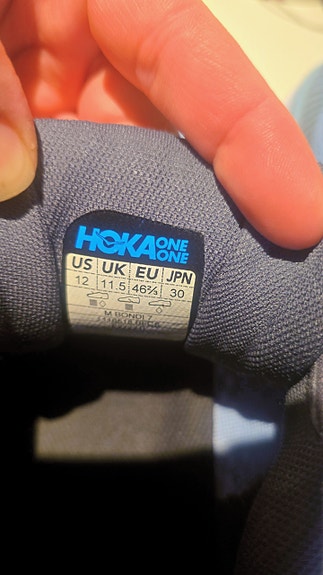 HOKA ONE ONE
US UK EU JPN
12 11.5 46⅔ 30
M BONDI 7